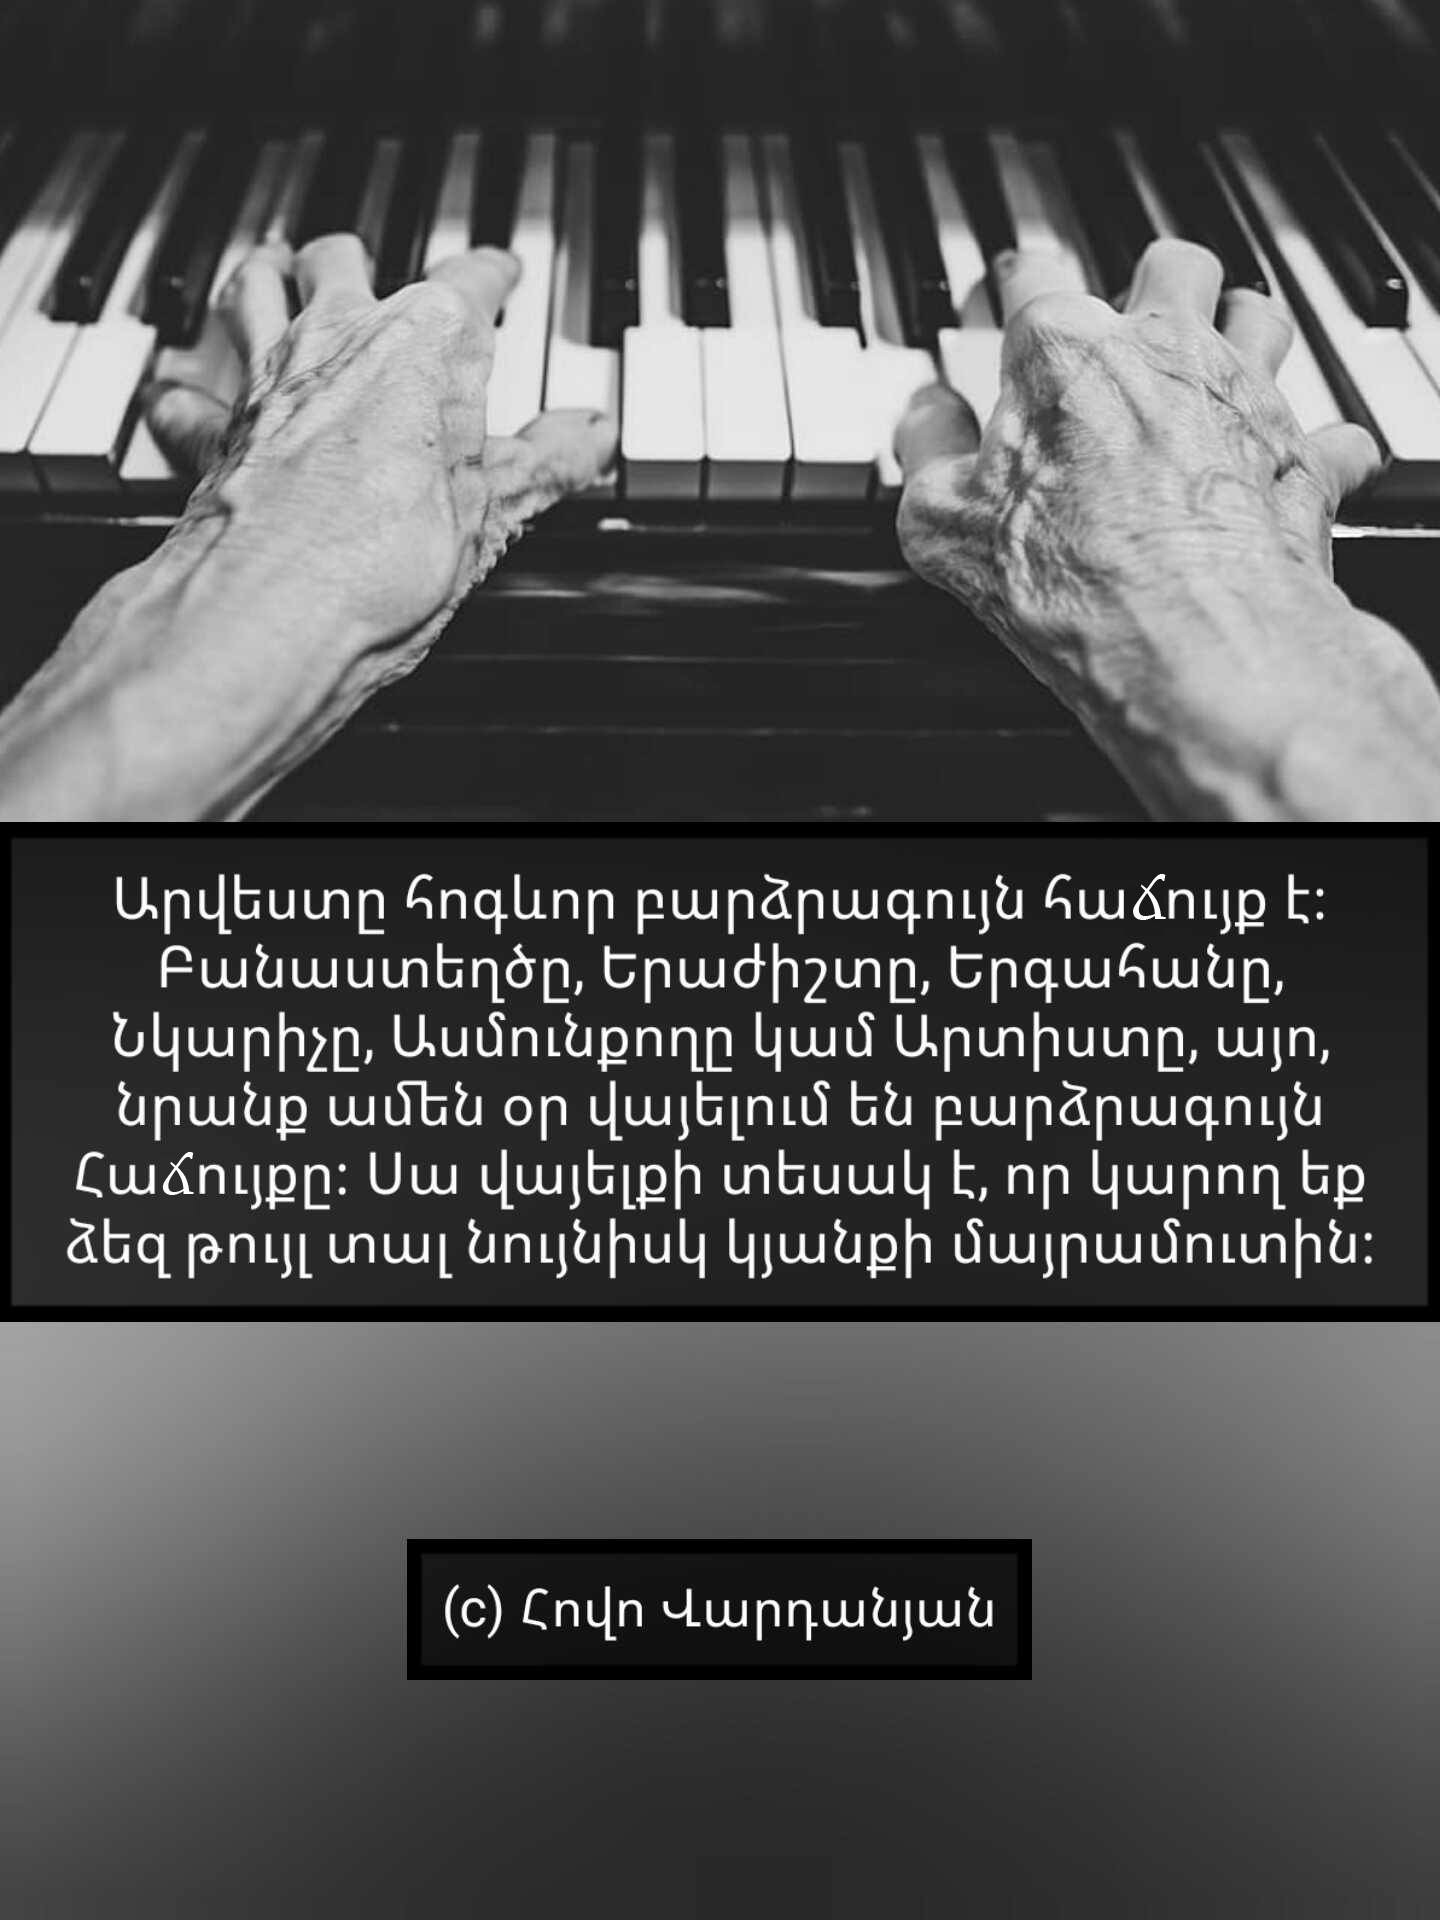 Արվեստը հոգևոր բարձրագույն հաճույք է:
Բանաստեղծը, Երաժիշտը, Երգահանը,
Նկարիչը, Ասմունքողը կամ Արտիստը, այո,
նրանք ամեն օր վայելում են բարձրագույն
Հաճույքը: Սա վայելքի տեսակ է, որ կարող եք
ձեզ թույլ տալ նույնիսկ կյանքի մայրամուտին:
(c) Հովո Վարդանյան